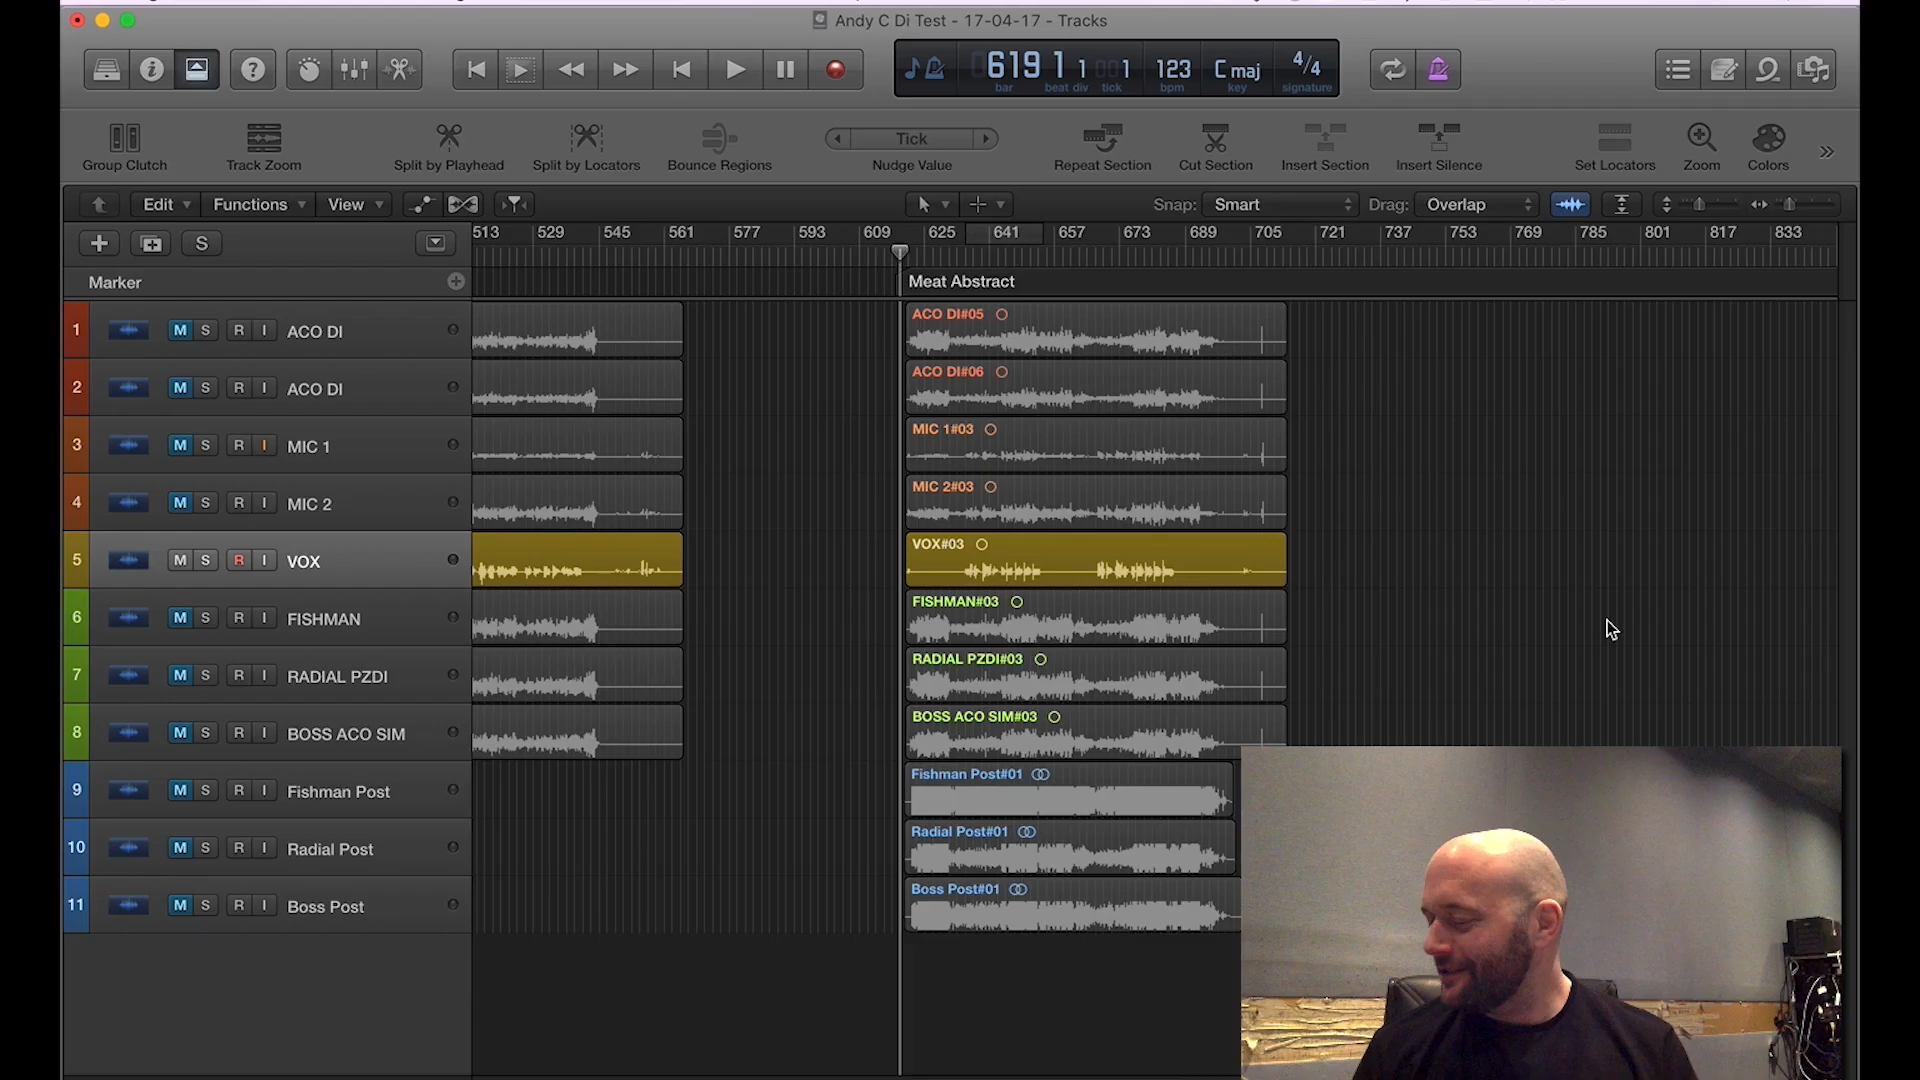 Andy C Di Test - 17-04-17 - Tracks
619 1 1 1 123 C maj 4/4
bar beat div tick bpm key signature
Group Clutch Track Zoom Split by Playhead Split by Locators Bounce Regions Tick Nudge Value Repeat Section Cut Section Insert Section Insert Silence Set Locators Zoom Colors
Edit Functions View Snap: Smart Drag: Overlap
S 513 529 545 561 577 593 609 625 641 657 673 689 705 721 737 753 769 785 801 817 833
Marker Meat Abstract
1 M S R I ACO DI ACO DI#05
2 M S R I ACO DI ACO DI#06
3 M S R I MIC 1 MIC 1#03
4 M S R I MIC 2 MIC 2#03
5 M S R I VOX VOX#03
6 M S R I FISHMAN FISHMAN#03
7 M S R I RADIAL PZDI RADIAL PZDI#03
8 M S R I BOSS ACO SIM BOSS ACO SIM#03
9 M S R I Fishman Post Fishman Post#01
10 M S R I Radial Post Radial Post#01
11 M S R I Boss Post Boss Post#01